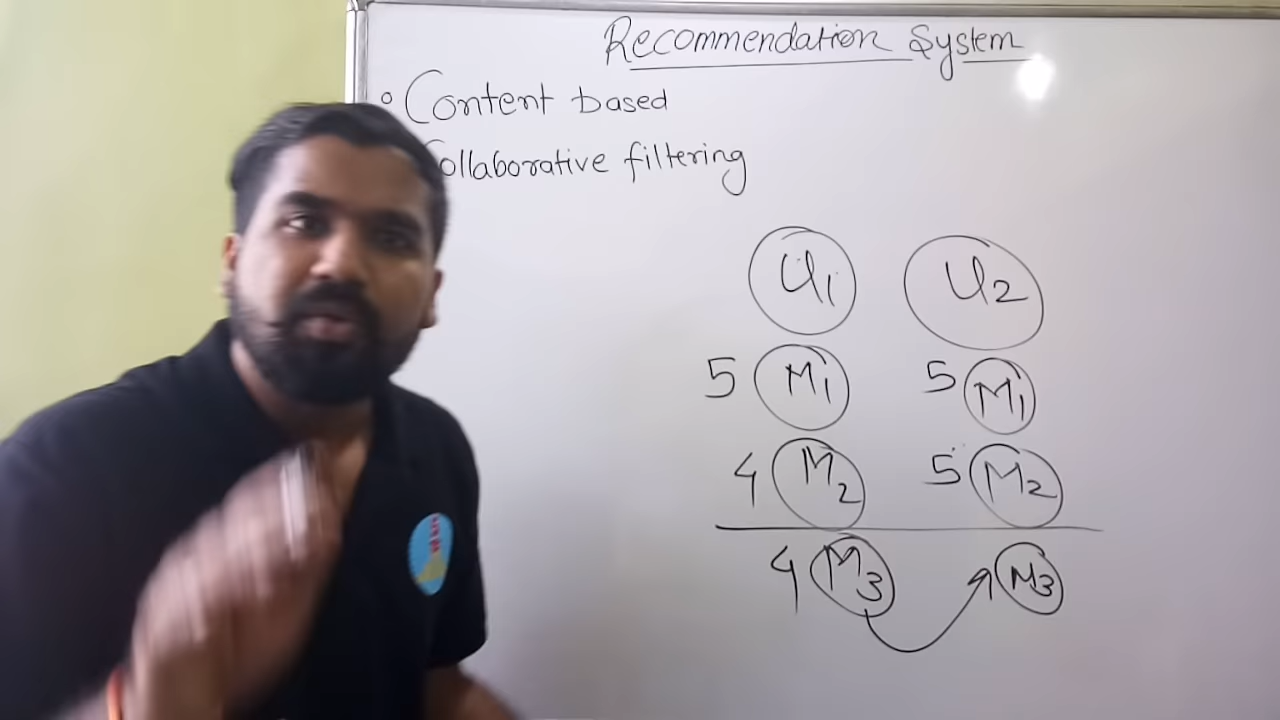 Recommendation System
Content based
ollaborative filtering
U1 U2
5 M1 5 M1
4 M2 5 M2
4 M3 M3